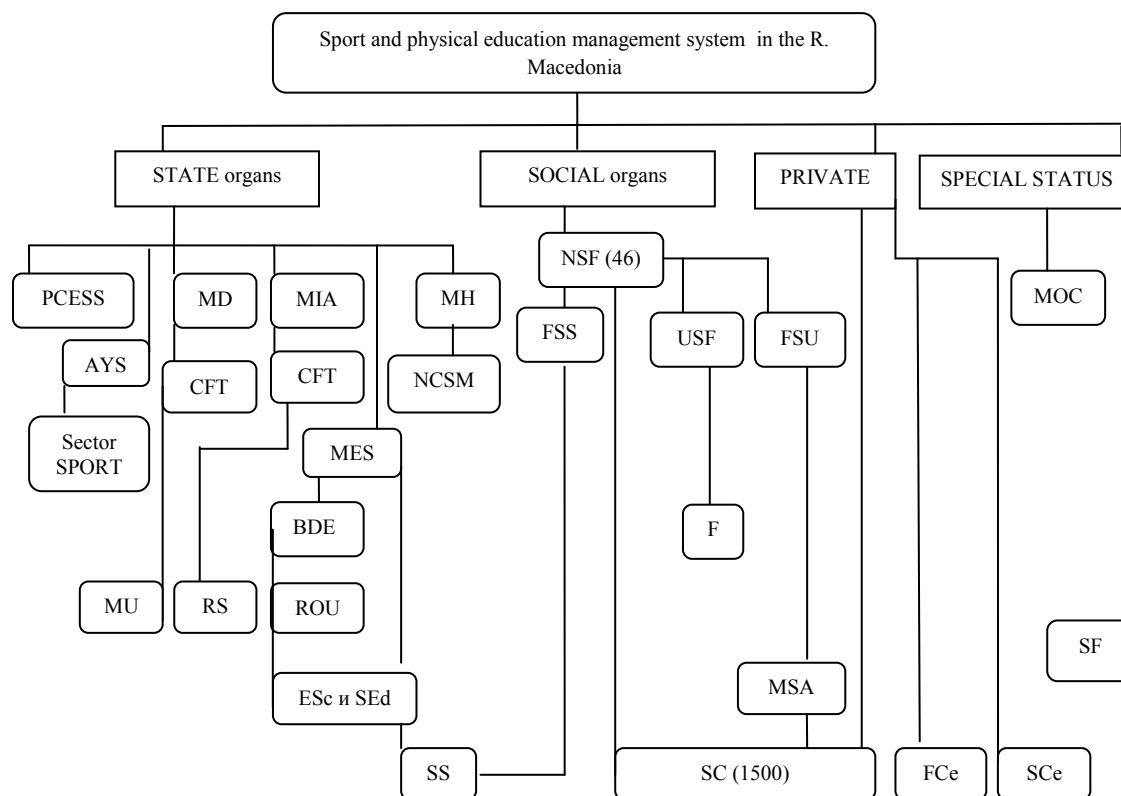 Sport and physical education management system in the R.
Macedonia
STATE organs
SOCIAL organs
PRIVATE
SPECIAL STATUS
NSF (46)
PCESS
MD
MIA
MH
MOC
FSS
USF
FSU
AYS
CFT
CFT
NCSM
Sector
SPORT
MES
BDE
F
MU
RS
ROU
SF
ESc и SEd
MSA
SS
SC (1500)
FCe
SCe